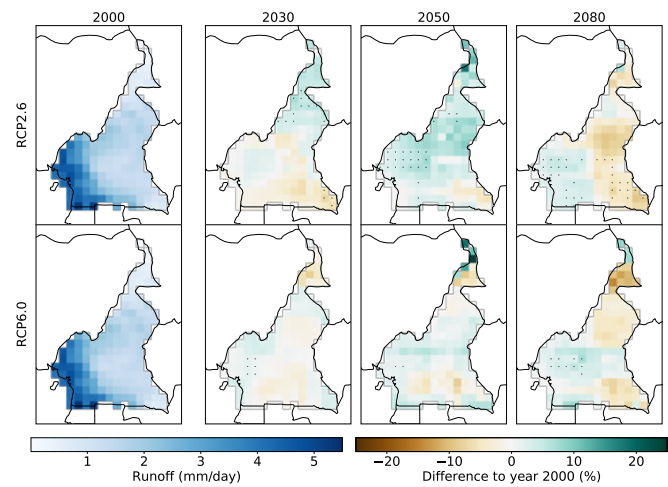 2000 2030 2050 2080
RCP2.6
RCP6.0
1 2 3 4 5
Runoff (mm/day)
−20 −10 0 10 20
Difference to year 2000 (%)